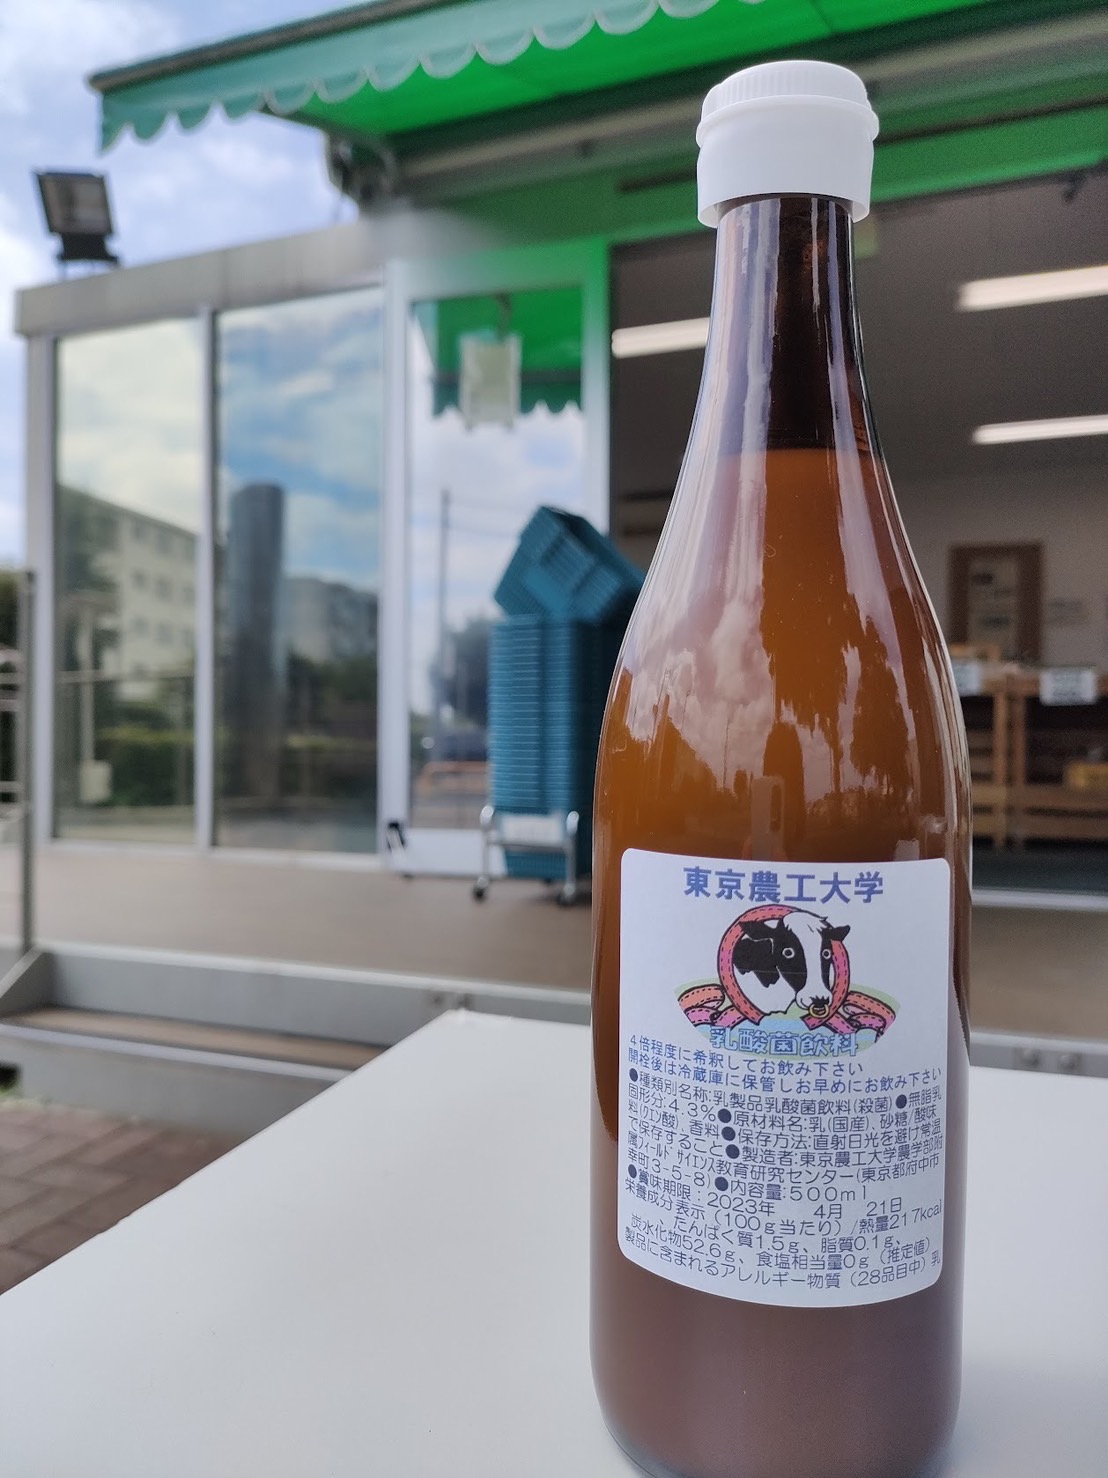 東京農工大学
乳酸菌飲料
4倍程度に希釈してお飲み下さい
開栓後は冷蔵庫に保管しお早めにお飲み下さい
●種類別名称:乳製品乳酸菌飲料(殺菌)●無脂乳
固形分:4.3%●原材料名:乳(国産)、砂糖/酸味
料(クエン酸)、香料●保存方法:直射日光を避け常温
で保存すること●製造者:東京農工大学農学部附
属フィールドサイエンス教育研究センター(東京都府中市
幸町3-5-8)●内容量:500ml
●賞味期限:2023年 4月 21日
栄養成分表示(100g当たり)/熱量217kcal
、たんぱく質1.5g、脂質0.1g、
炭水化物52.6g、食塩相当量0g(推定値)
製品に含まれるアレルギー物質(28品目中)乳